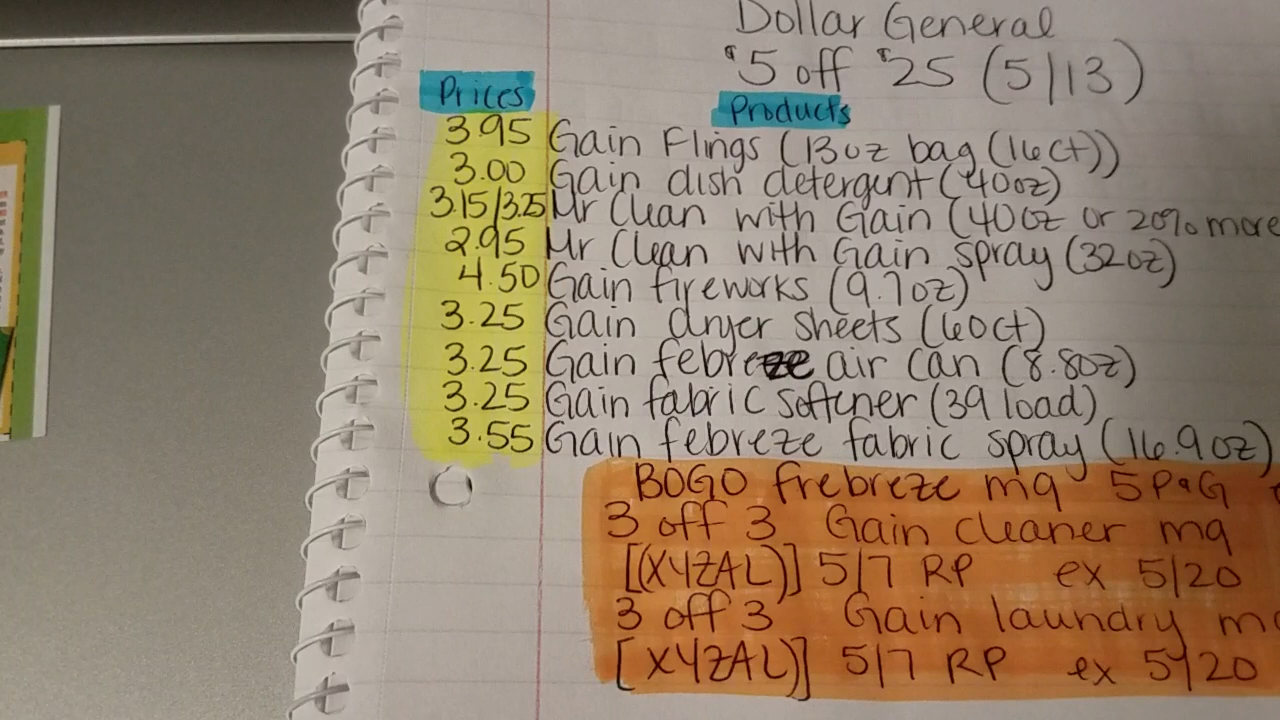 Dollar General
$5 off $25 (5/13)
Prices Products
3.95 Gain Flings (13oz bag (16ct))
3.00 Gain dish detergent (40oz)
3.15/3.25 Mr Clean with Gain (40oz or 20% more
2.95 Mr Clean with Gain spray (32oz)
4.50 Gain fireworks (9.7oz)
3.25 Gain dryer sheets (60ct)
3.25 Gain febreze air can (8.8oz)
3.25 Gain fabric softener (39 load)
3.55 Gain febreze fabric spray (16.9oz)
BOGO frebreze mq 5P&G
3 off 3 Gain cleaner mq
[(XYZAL)] 5/7 RP ex 5/20
3 off 3 Gain laundry
[XYZAL)] 5/7 RP ex 5/20